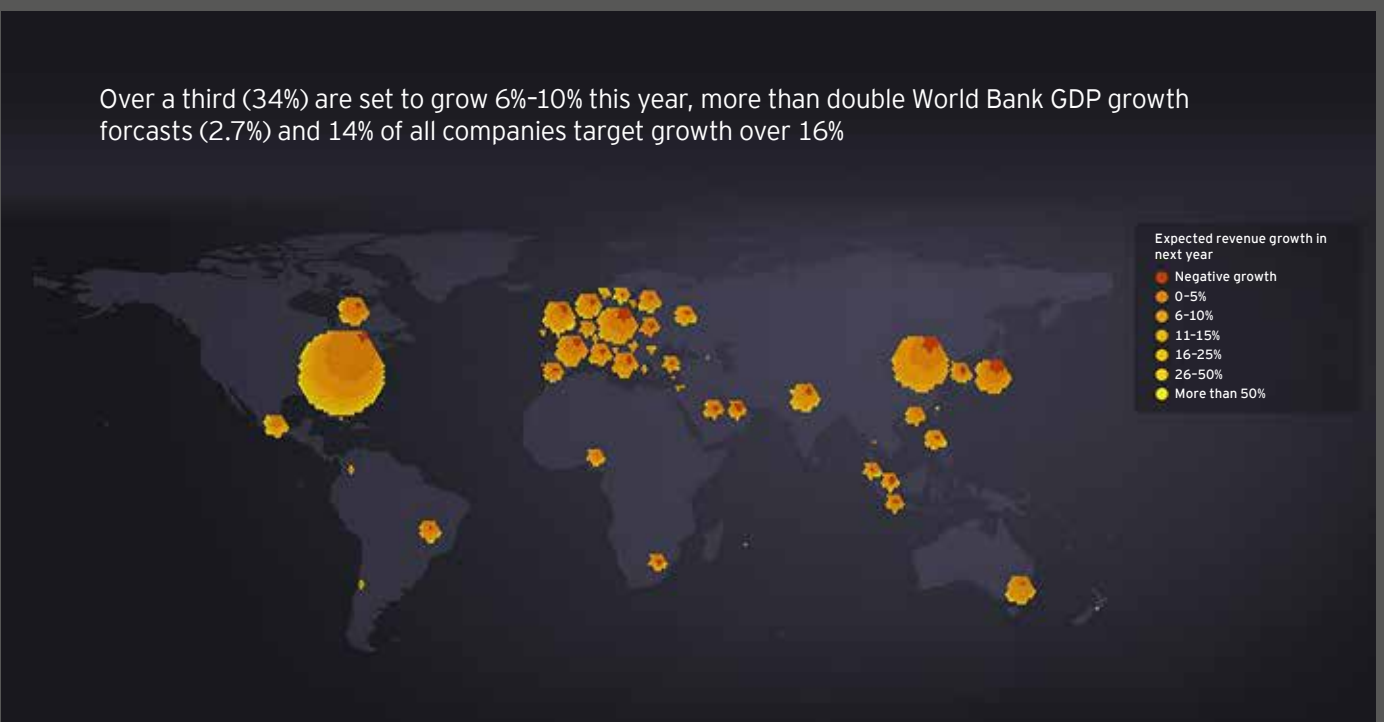 Over a third (34%) are set to grow 6%–10% this year, more than double World Bank GDP growth
forcasts (2.7%) and 14% of all companies target growth over 16%
Expected revenue growth in
next year
Negative growth
0–5%
6–10%
11–15%
16–25%
26–50%
More than 50%